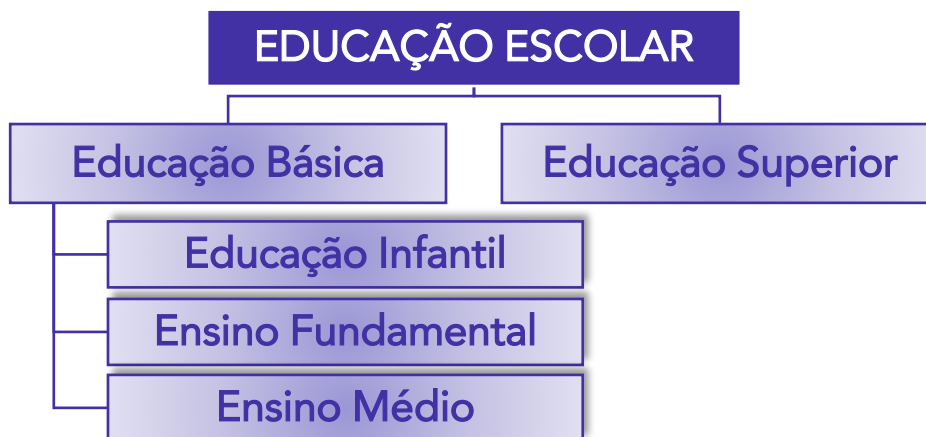 EDUCAÇÃO ESCOLAR
Educação Básica
Educação Superior
Educação Infantil
Ensino Fundamental
Ensino Médio